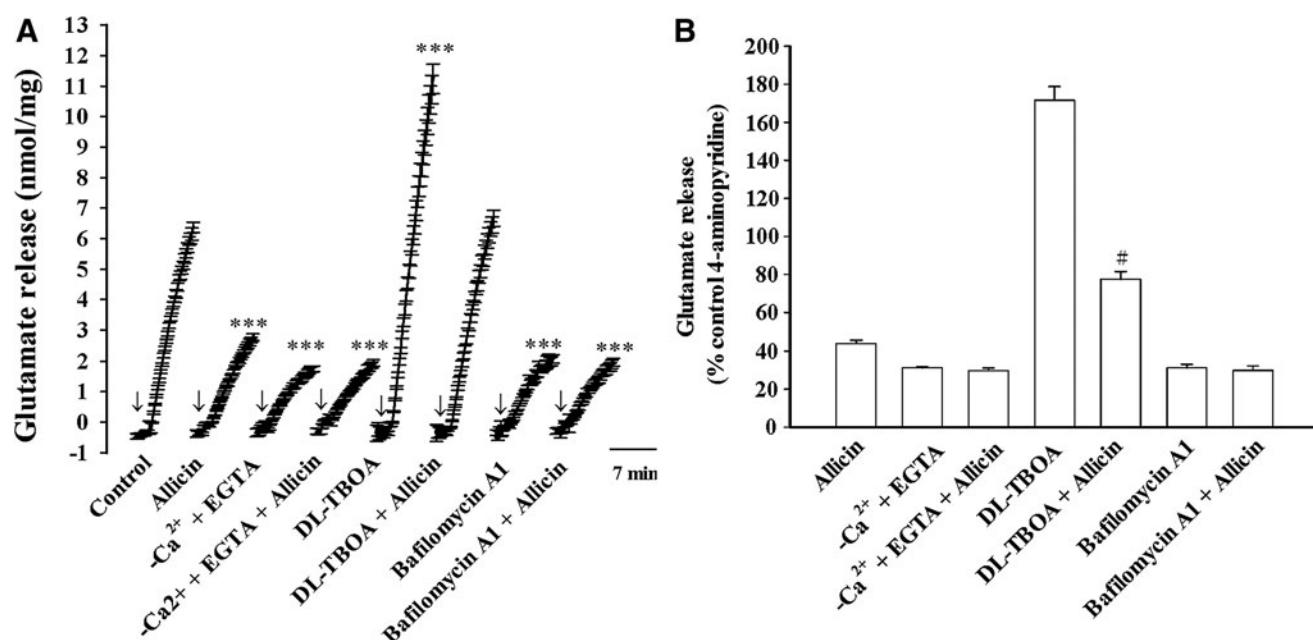 A
Glutamate release (nmol/mg)
13
12
11
10
9
8
7
6
5
4
3
2
1
0
-1
***
***
***
***
***
***
↓ ↓ ↓ ↓ ↓ ↓ ↓ ↓
7 min
Control
Allicin
-Ca²⁺ + EGTA
-Ca2+ + EGTA + Allicin
DL-TBOA
DL-TBOA + Allicin
Bafilomycin A1
Bafilomycin A1 + Allicin
B
Glutamate release
(% control 4-aminopyridine)
200
180
160
140
120
100
80
60
40
20
0
#
Allicin
-Ca²⁺ + EGTA
-Ca²⁺ + EGTA + Allicin
DL-TBOA
DL-TBOA + Allicin
Bafilomycin A1
Bafilomycin A1 + Allicin